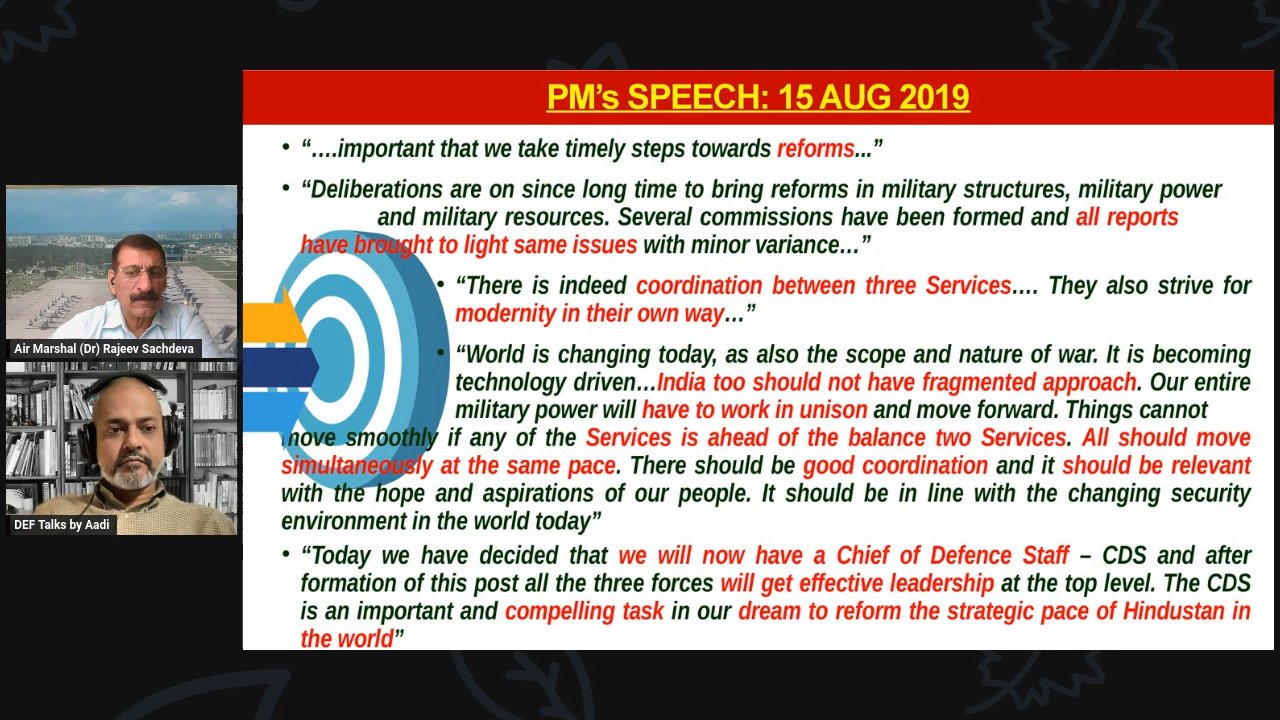 PM's SPEECH: 15 AUG 2019
• “….important that we take timely steps towards reforms...”
• “Deliberations are on since long time to bring reforms in military structures, military power
and military resources. Several commissions have been formed and all reports
have brought to light same issues with minor variance…”
• “There is indeed coordination between three Services…. They also strive for
modernity in their own way…”
• “World is changing today, as also the scope and nature of war. It is becoming
technology driven…India too should not have fragmented approach. Our entire
military power will have to work in unison and move forward. Things cannot
move smoothly if any of the Services is ahead of the balance two Services. All should move
simultaneously at the same pace. There should be good coordination and it should be relevant
with the hope and aspirations of our people. It should be in line with the changing security
environment in the world today”
• “Today we have decided that we will now have a Chief of Defence Staff – CDS and after
formation of this post all the three forces will get effective leadership at the top level. The CDS
is an important and compelling task in our dream to reform the strategic pace of Hindustan in
the world”
Air Marshal (Dr) Rajeev Sachdeva
DEF Talks by Aadi